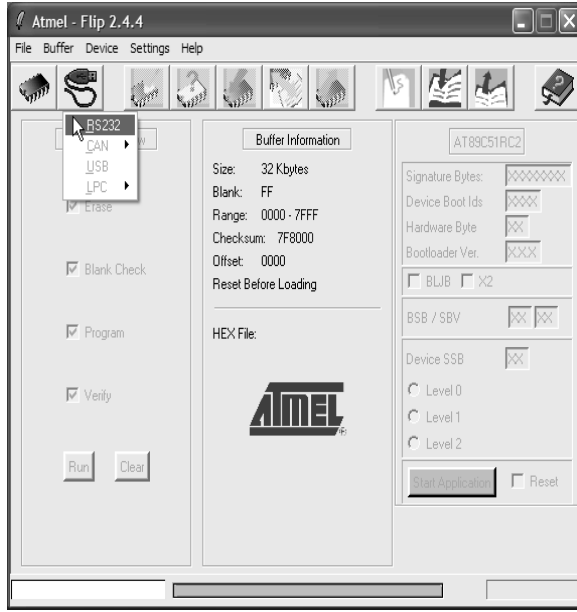 Atmel - Flip 2.4.4
File Buffer Device Settings Help
RS232
CAN
USB
LPC
Erase
Blank Check
Program
Verify
Run Clear
Buffer Information
Size: 32 Kbytes
Blank: FF
Range: 0000 - 7FFF
Checksum: 7F8000
Offset: 0000
Reset Before Loading
HEX File:
ATMEL
AT89C51RC2
Signature Bytes: XXXXXXXX
Device Boot Ids XXXX
Hardware Byte XX
Bootloader Ver. XXX
BLJB X2
BSB / SBV XX XX
Device SSB XX
Level 0
Level 1
Level 2
Start Application Reset